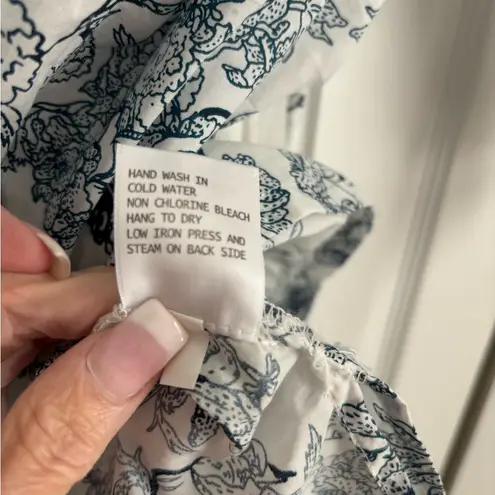 HAND WASH IN
COLD WATER
NON CHLORINE BLEACH
HANG TO DRY
LOW IRON PRESS AND
STEAM ON BACK SIDE